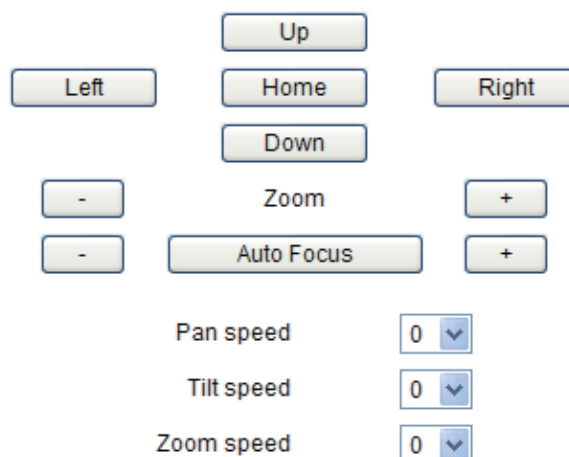 Up
Left Home Right
Down
- Zoom +
- Auto Focus +
Pan speed 0
Tilt speed 0
Zoom speed 0